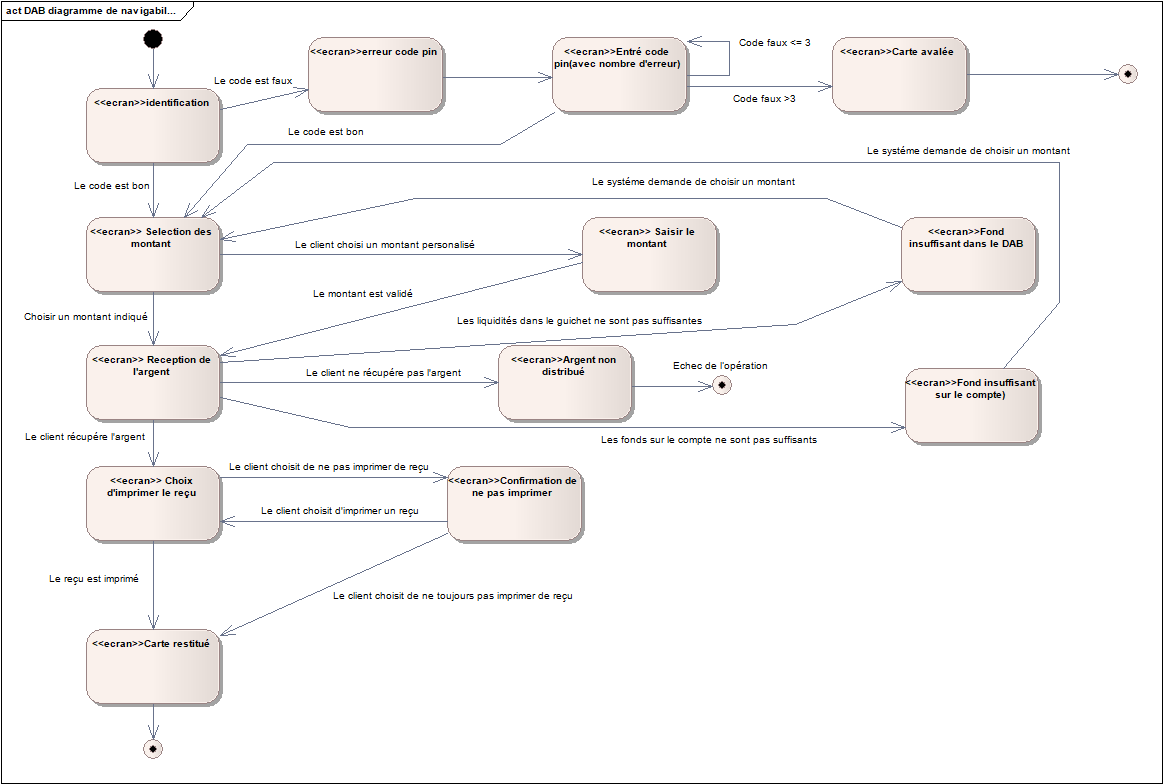 act DAB diagramme de navigabil...
<<ecran>>erreur code pin
<<ecran>>Entré code
pin(avec nombre d'erreur)
Code faux <= 3
<<ecran>>Carte avalée
Le code est faux
<<ecran>>identification
Code faux >3
Le code est bon
Le systéme demande de choisir un montant
Le code est bon
Le systéme demande de choisir un montant
<<ecran>> Selection des
montant
Le client choisi un montant personalisé
<<ecran>> Saisir le
montant
<<ecran>>Fond
insuffisant dans le DAB
Le montant est validé
Choisir un montant indiqué
Les liquidités dans le guichet ne sont pas suffisantes
<<ecran>> Reception de
l'argent
Le client ne récupére pas l'argent
<<ecran>>Argent non
distribué
Echec de l'opération
<<ecran>>Fond insuffisant
sur le compte)
Le client récupére l'argent
Les fonds sur le compte ne sont pas suffisants
<<ecran>> Choix
d'imprimer le reçu
Le client choisit de ne pas imprimer de reçu
<<ecran>>Confirmation de
ne pas imprimer
Le client choisit d'imprimer un reçu
Le reçu est imprimé
Le client choisit de ne toujours pas imprimer de reçu
<<ecran>>Carte restitué